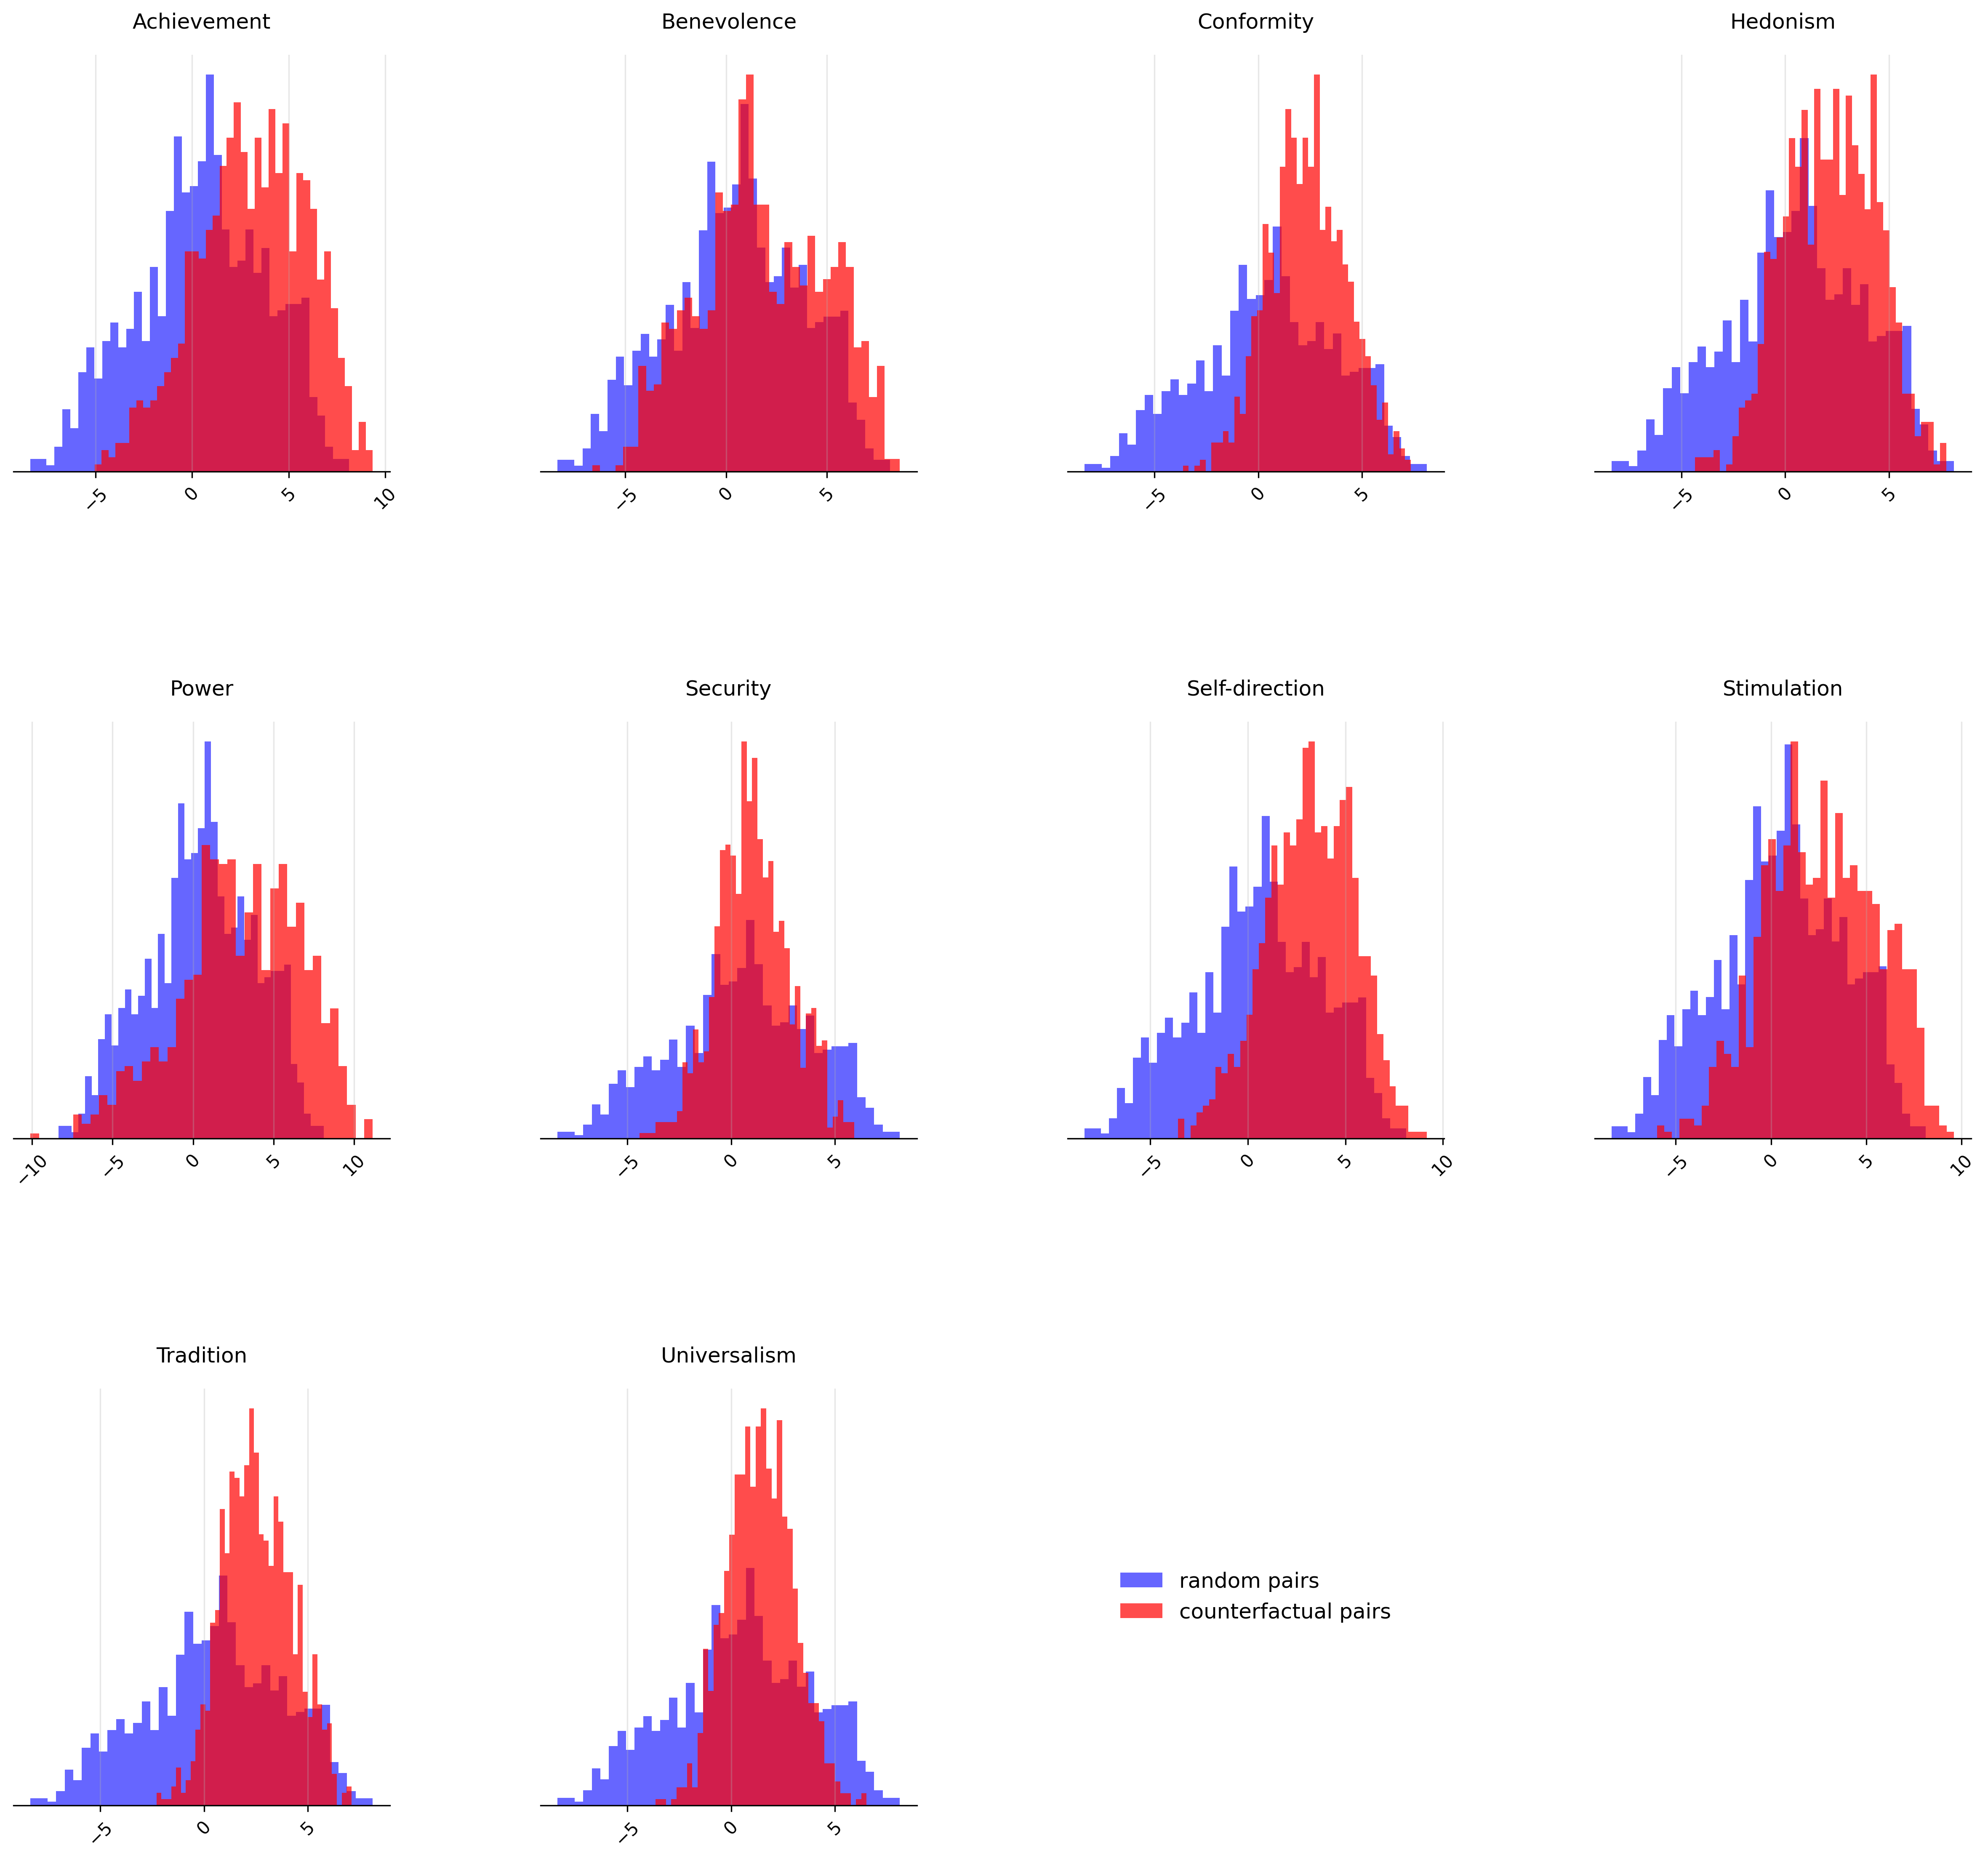 Achievement
Benevolence
Conformity
Hedonism
−5 0 5 10
−5 0 5
−5 0 5
−5 0 5
Power
Security
Self-direction
Stimulation
−10 −5 0 5 10
−5 0 5
−5 0 5 10
−5 0 5 10
Tradition
Universalism
−5 0 5
−5 0 5
random pairs
counterfactual pairs